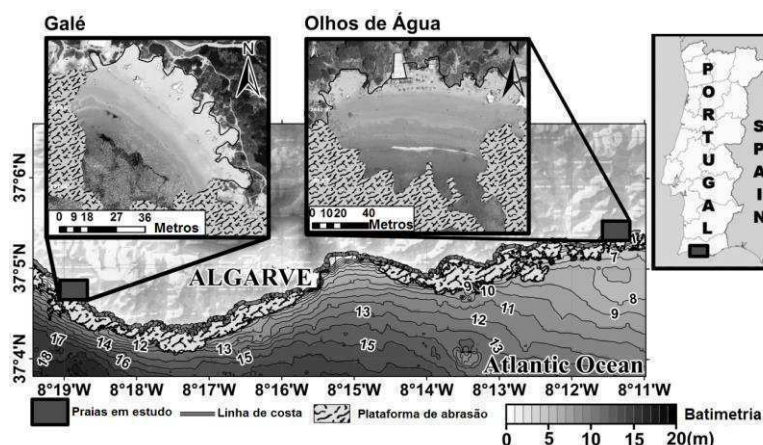 Galé
Olhos de Água
N
N
0 9 18 27 36
Metros
0 10 20 40
Metros
PORTUGAL
SPAIN
37°6'N
37°5'N
37°4'N
ALGARVE
Atlantic Ocean
18
17
16
14
12
13
15
13
15
9
10
11
12
13
7
8
9
8°19'W 8°18'W 8°17'W 8°16'W 8°15'W 8°14'W 8°13'W 8°12'W 8°11'W
Praias em estudo Linha de costa Plataforma de abrasão Batimetria
0 5 10 15 20(m)